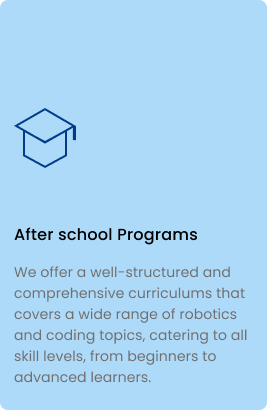 After school Programs
We offer a well-structured and
comprehensive curriculums that
covers a wide range of robotics
and coding topics, catering to all
skill levels, from beginners to
advanced learners.